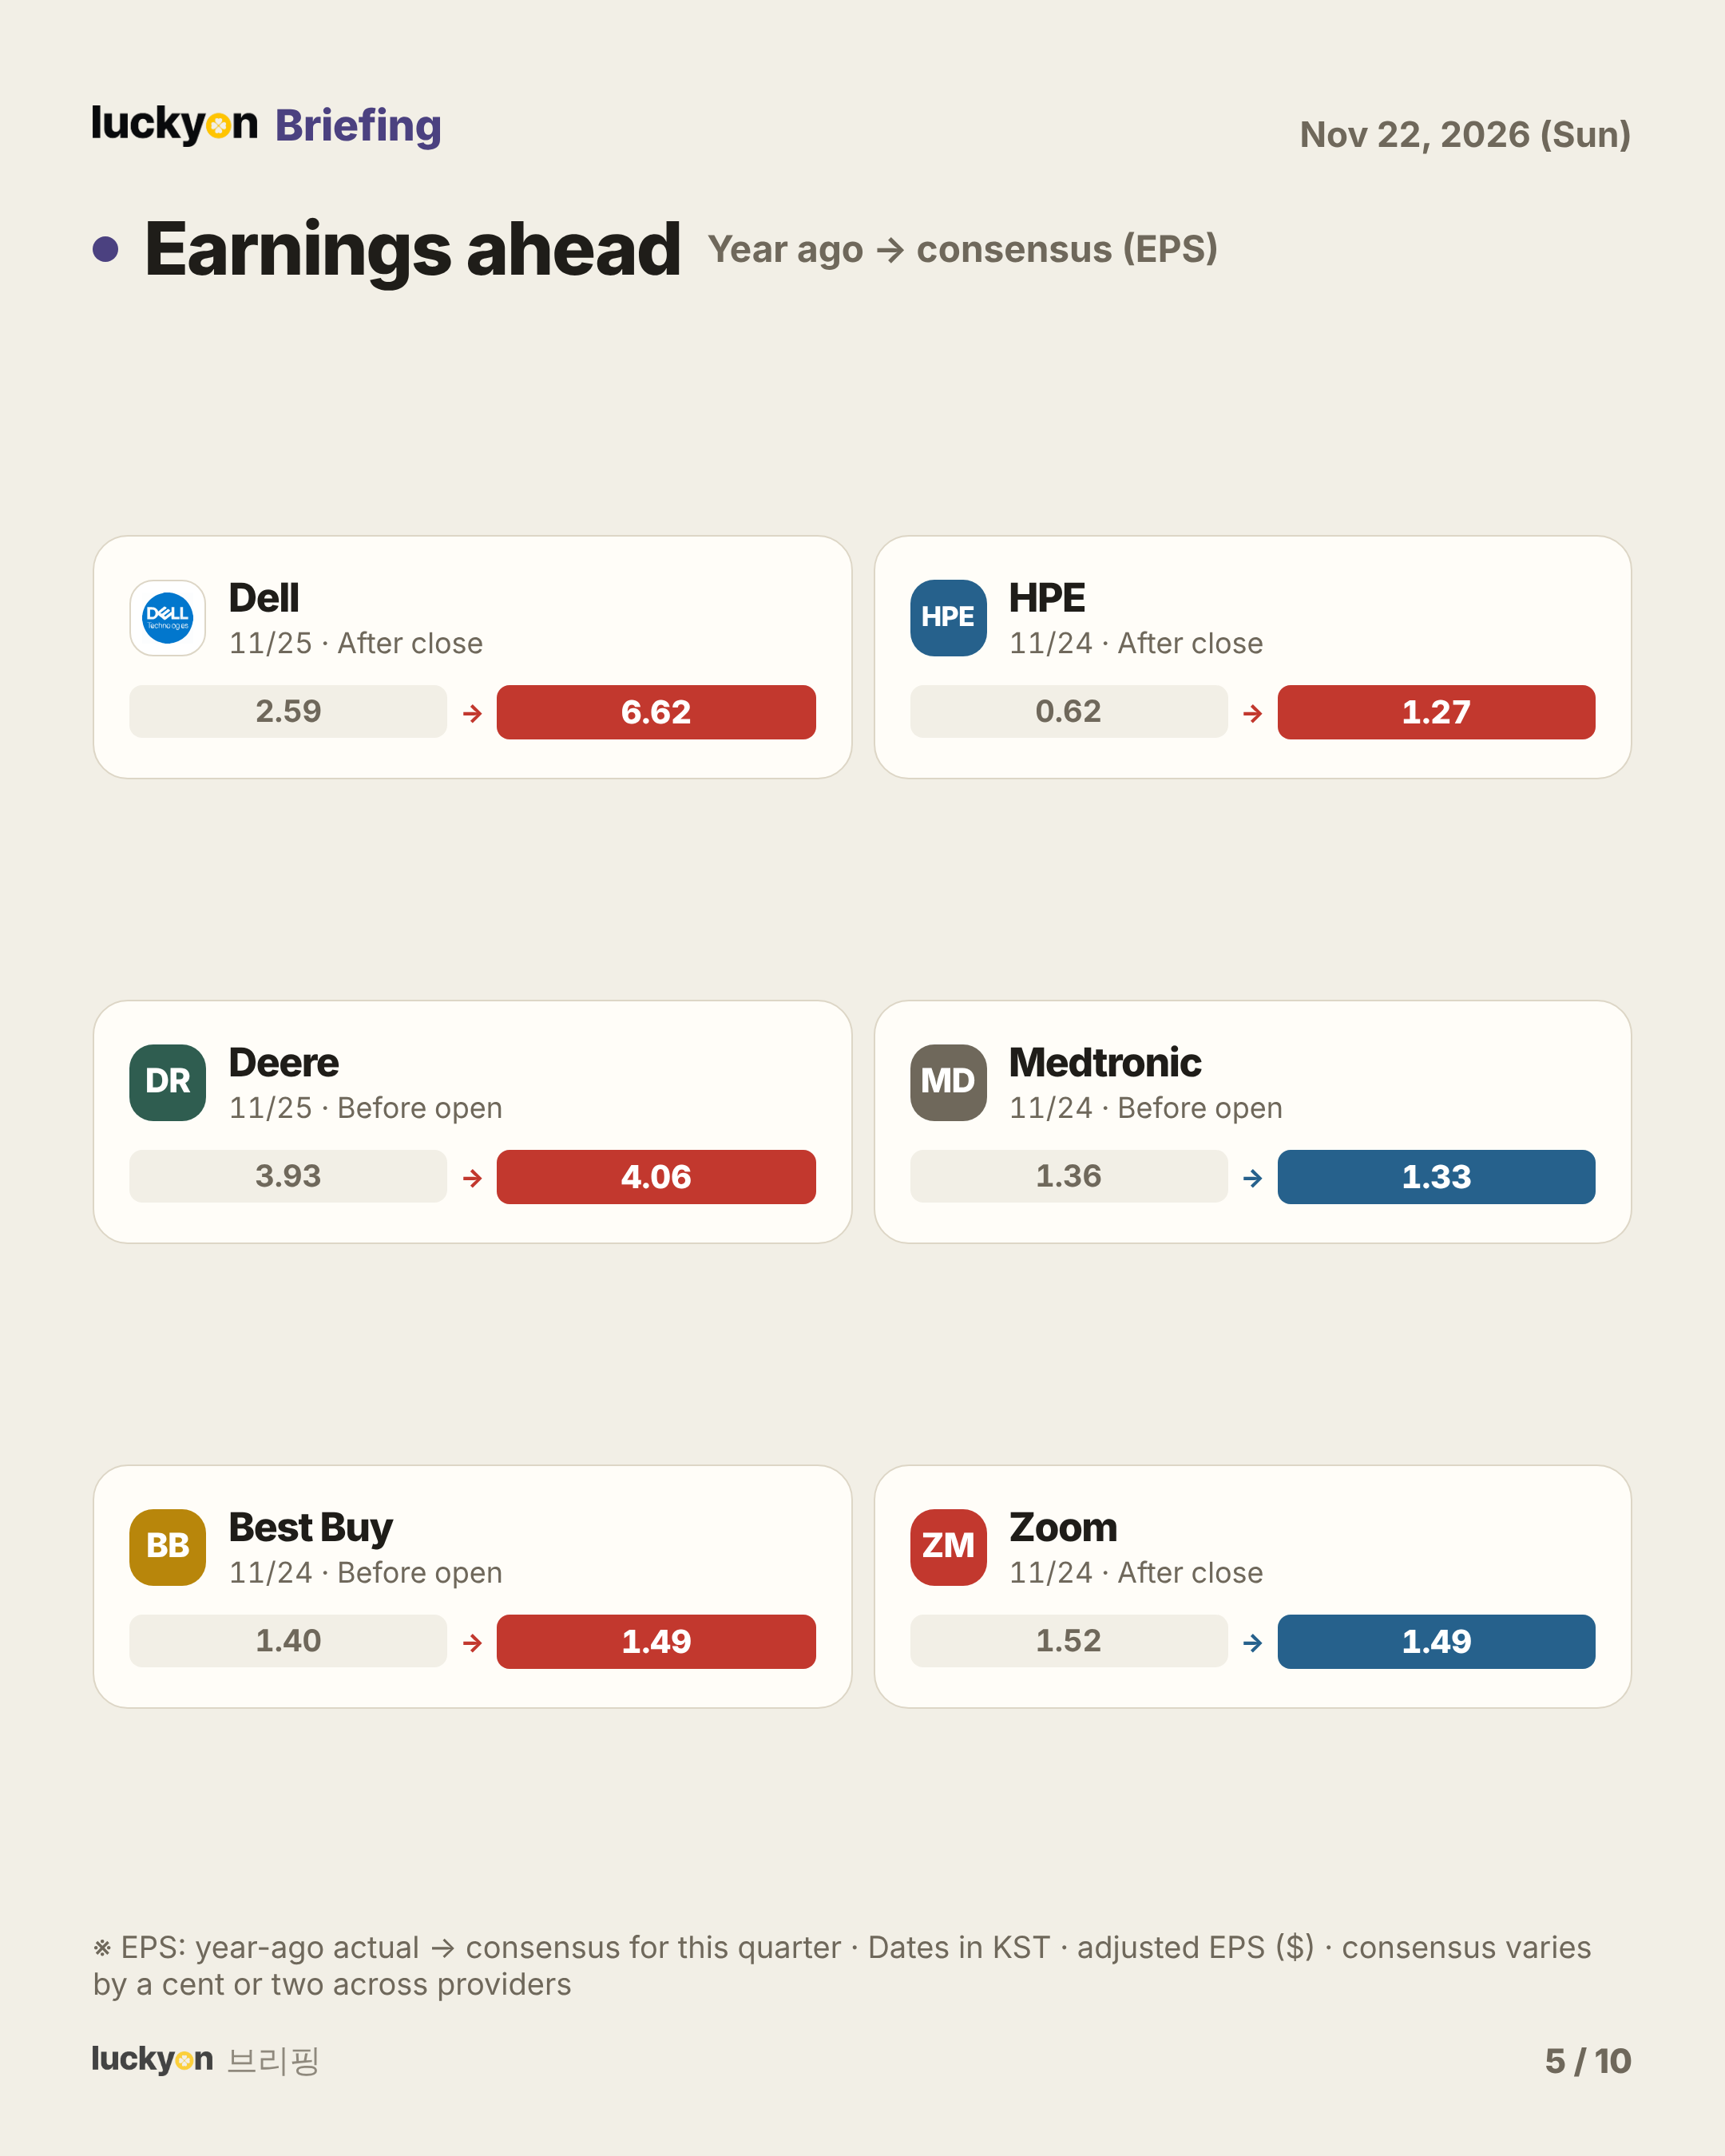 luckyon Briefing
Nov 22, 2026 (Sun)
Earnings ahead Year ago → consensus (EPS)
DELL
Technologies
Dell
11/25 · After close
2.59 → 6.62
HPE
HPE
11/24 · After close
0.62 → 1.27
DR
Deere
11/25 · Before open
3.93 → 4.06
MD
Medtronic
11/24 · Before open
1.36 → 1.33
BB
Best Buy
11/24 · Before open
1.40 → 1.49
ZM
Zoom
11/24 · After close
1.52 → 1.49
※ EPS: year-ago actual → consensus for this quarter · Dates in KST · adjusted EPS ($) · consensus varies
by a cent or two across providers
luckyon 브리핑
5 / 10